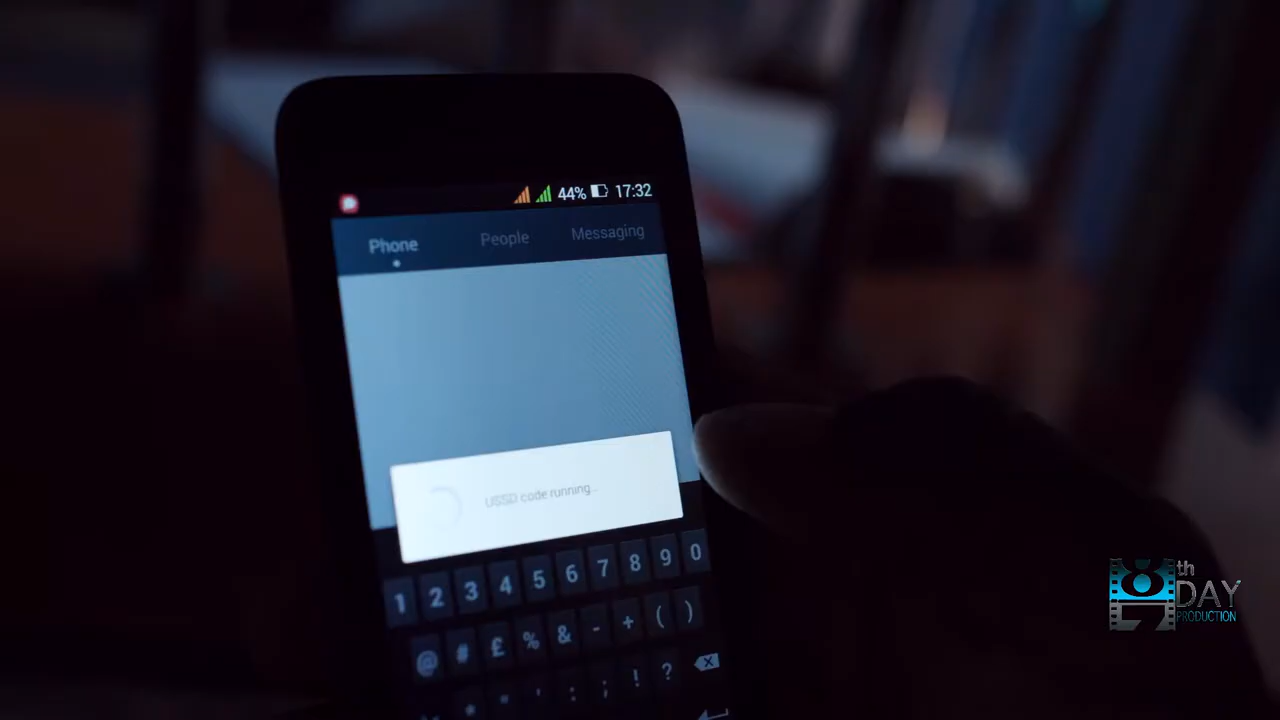 44% 17:32
Phone People Messaging
USSD code running...
1 2 3 4 5 6 7 8 9 0
@ # £ % & - + ( )
* " ' : ; ! ?
8th
DAY
PRODUCTION